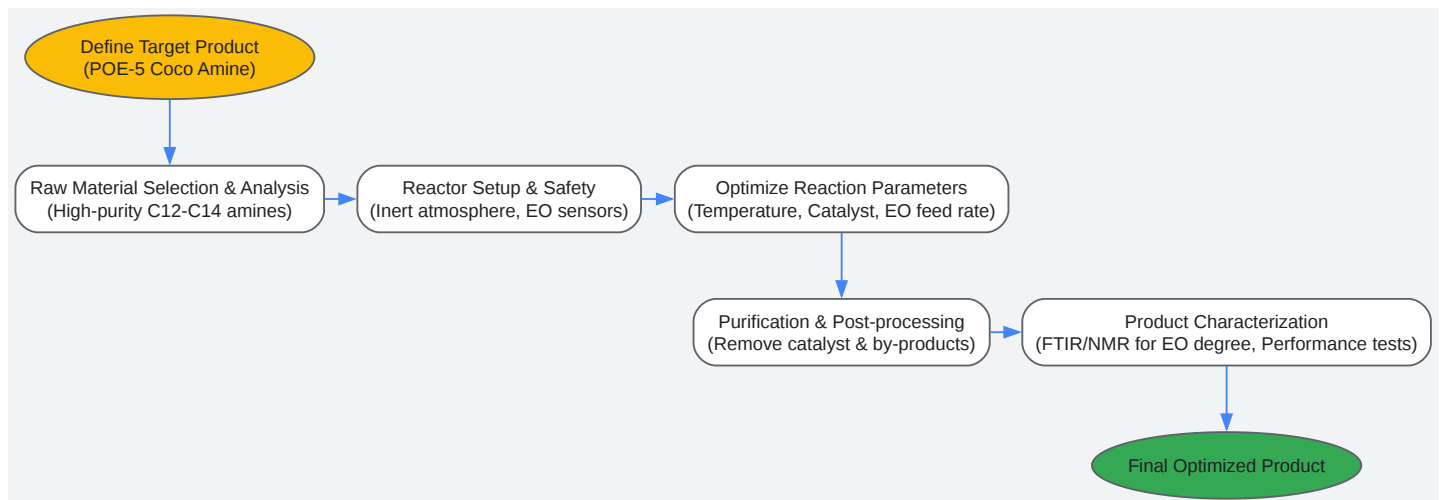 Define Target Product
(POE-5 Coco Amine)
Raw Material Selection & Analysis
(High-purity C12-C14 amines)
Reactor Setup & Safety
(Inert atmosphere, EO sensors)
Optimize Reaction Parameters
(Temperature, Catalyst, EO feed rate)
Purification & Post-processing
(Remove catalyst & by-products)
Product Characterization
(FTIR/NMR for EO degree, Performance tests)
Final Optimized Product